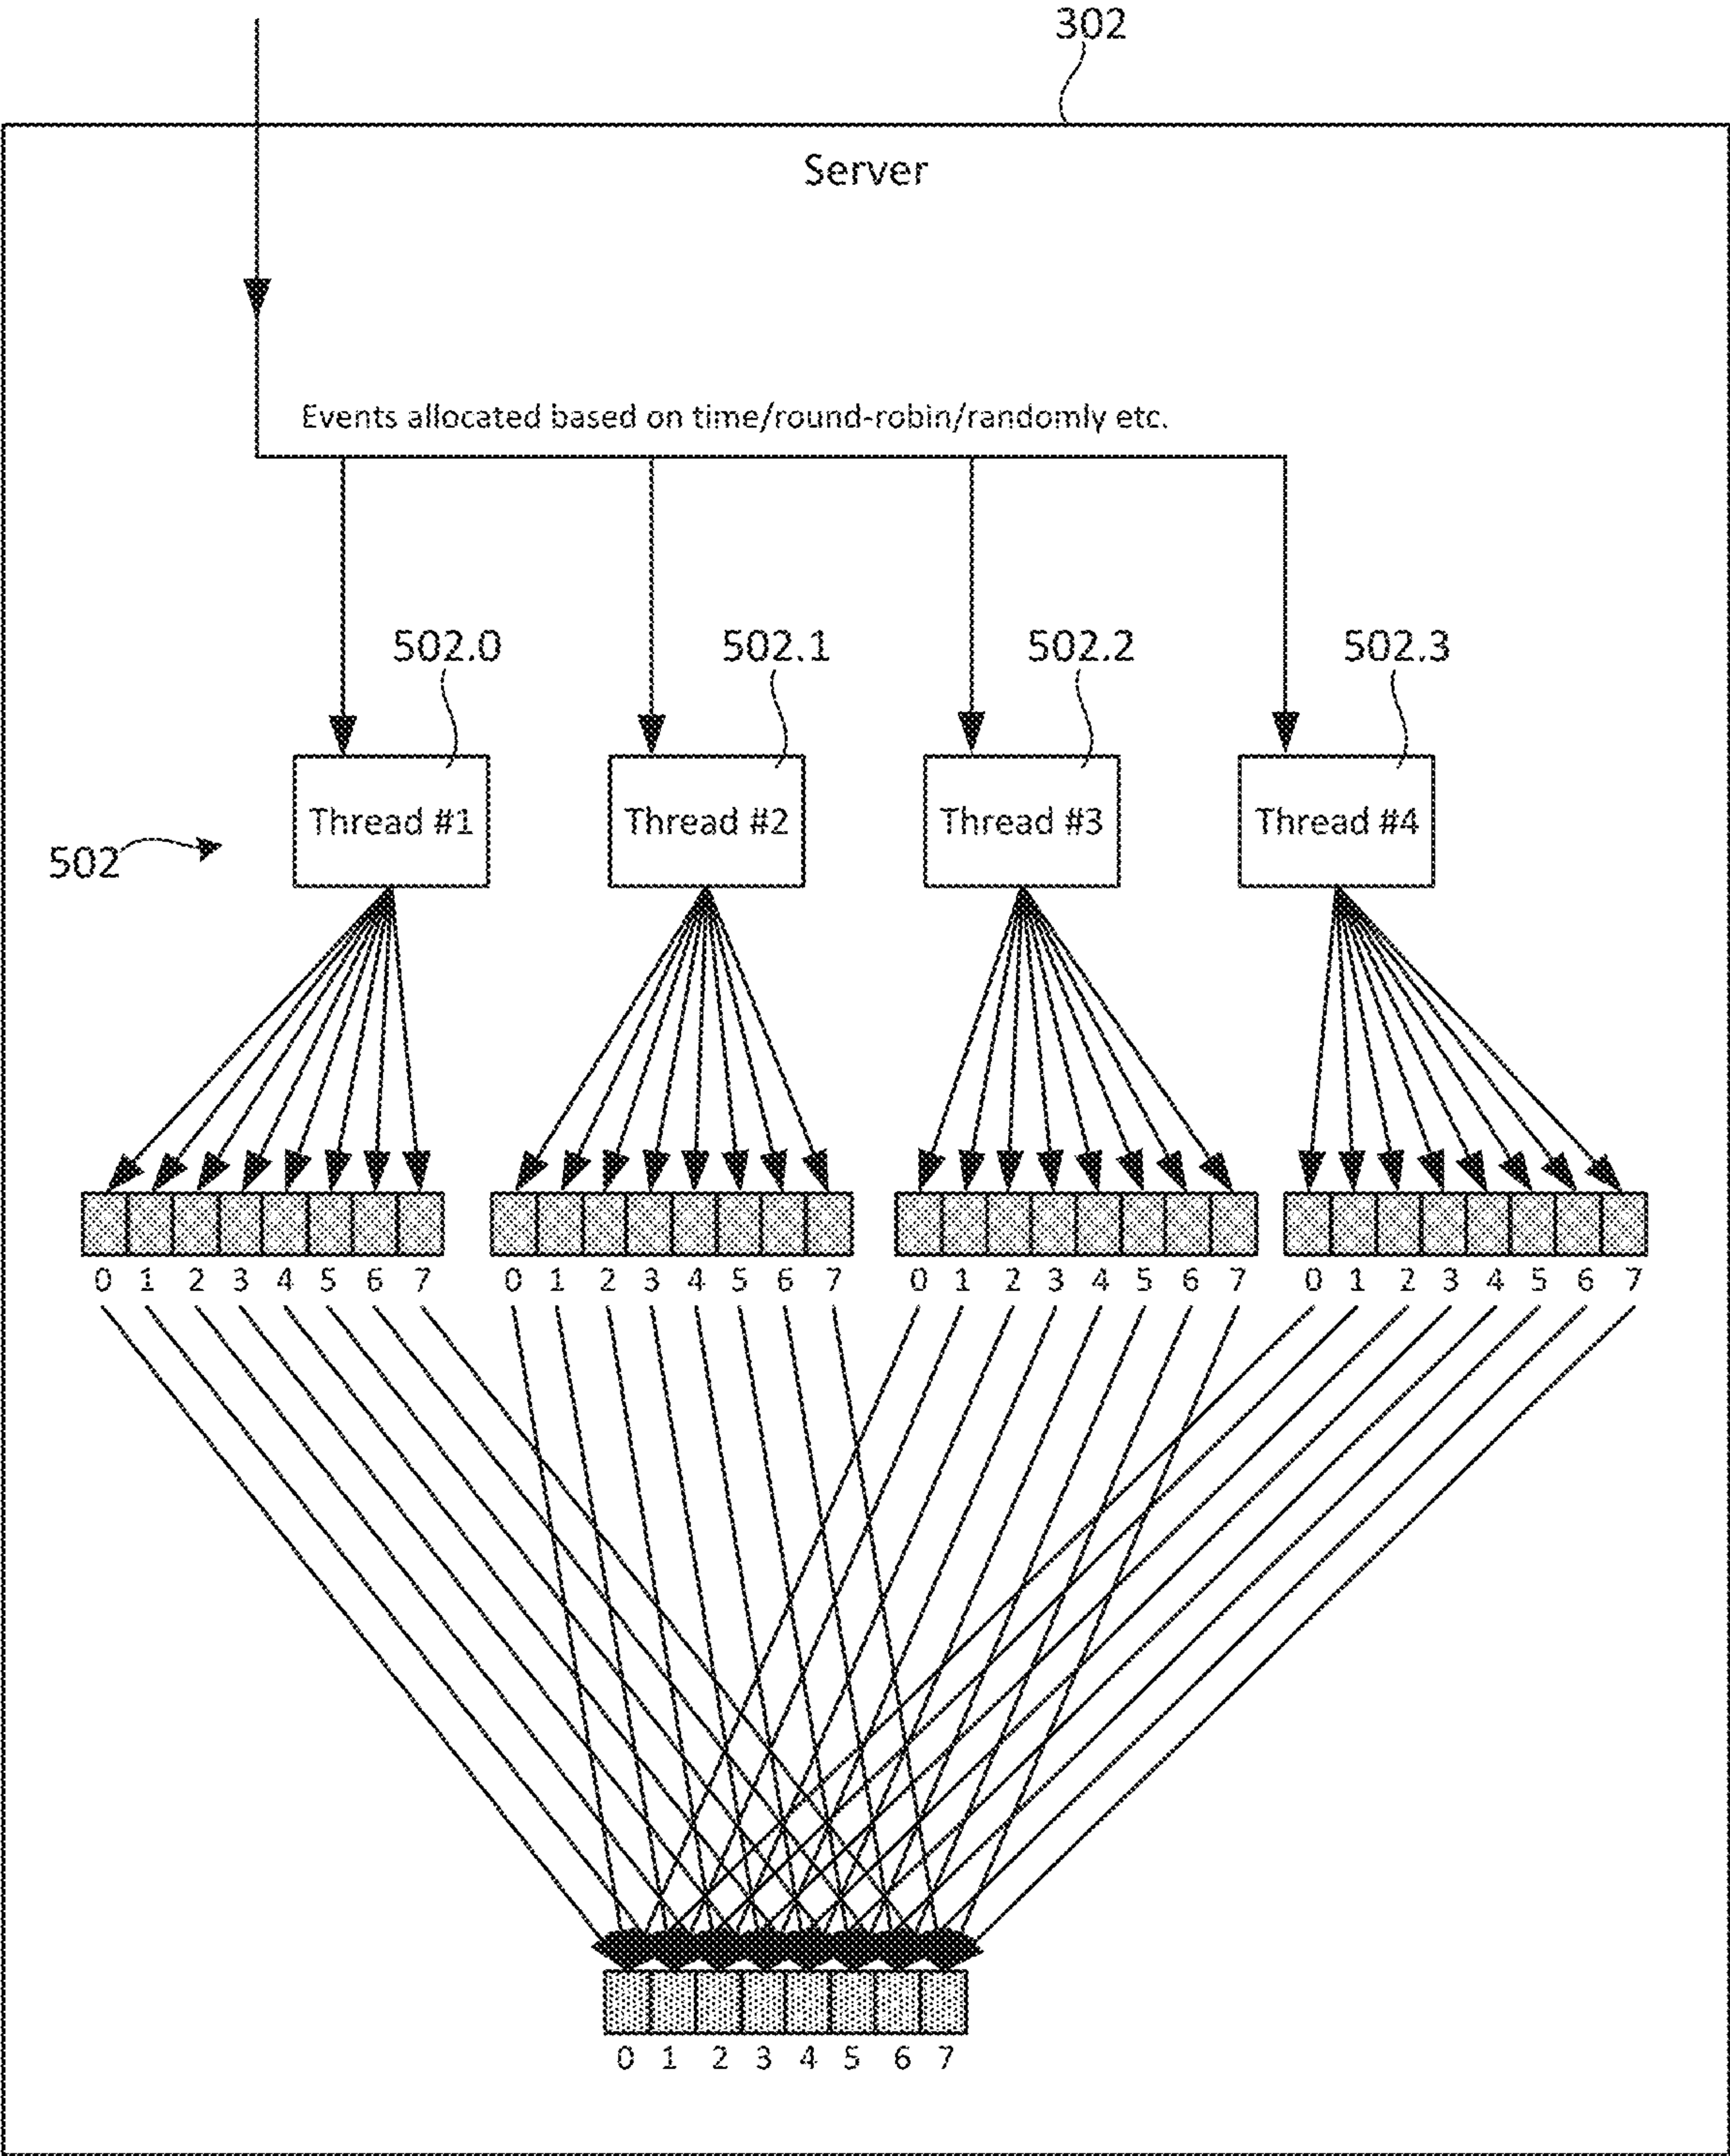 302
Server
Events allocated based on time/round-robin/randomly etc.
502.0 502.1 502.2 502.3
Thread #1 Thread #2 Thread #3 Thread #4
502
0 1 2 3 4 5 6 7 0 1 2 3 4 5 6 7 0 1 2 3 4 5 6 7 0 1 2 3 4 5 6 7
0 1 2 3 4 5 6 7